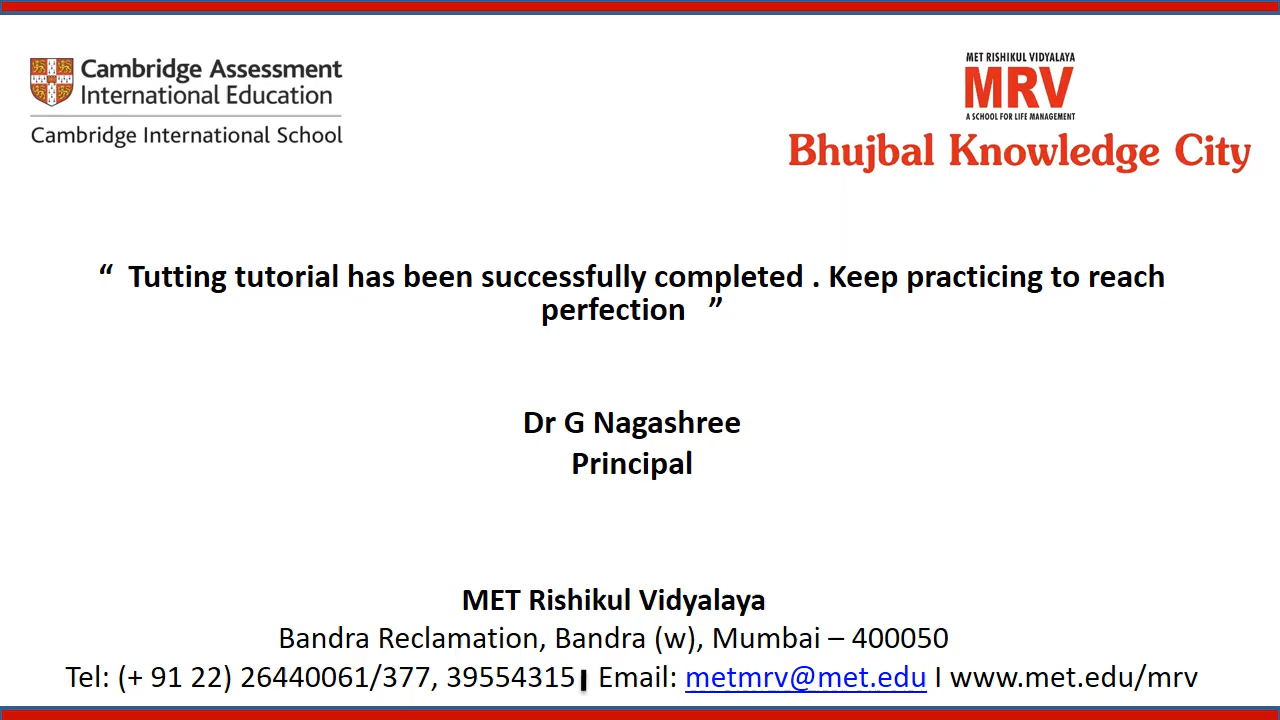 Cambridge Assessment
International Education
Cambridge International School
MET RISHIKUL VIDYALAYA
MRV
A SCHOOL FOR LIFE MANAGEMENT
Bhujbal Knowledge City
“ Tutting tutorial has been successfully completed . Keep practicing to reach
perfection ”
Dr G Nagashree
Principal
MET Rishikul Vidyalaya
Bandra Reclamation, Bandra (w), Mumbai – 400050
Tel: (+ 91 22) 26440061/377, 39554315| Email: metmrv@met.edu I www.met.edu/mrv